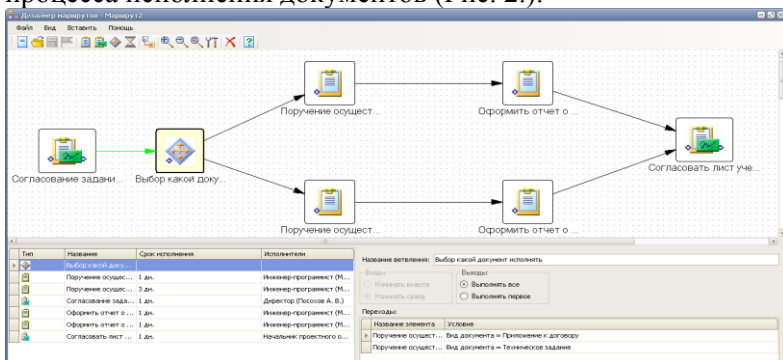 процесса исполнения документов (Рис. 2.).
Дизайнер маршрутов - Маршрут2
Файл Вид Вставить Помощь
Поручение осущест...
Оформить отчет о ...
Согласование задани...
Выбор какой доку...
Согласовать лист уче...
Поручение осущест...
Оформить отчет о ...
Тип Название Срок исполнения Исполнители
Выбор какой доку...
Поручение осущес... 1 дн. Инженер-программист (М...
Поручение осущес... 3 дн. Инженер-программист (М...
Согласование зада... 1 дн. Директор (Посохов А. В.)
Оформить отчет о ... 1 дн. Инженер-программист (М...
Оформить отчет о ... 1 дн. Инженер-программист (М...
Согласовать лист ... 1 дн. Начальник проектного о...
Название ветвления: Выбор какой документ исполнять
Входы: Выходы:
Начинать вместе Выполнять все
Начинать сразу Выполнять первое
Переходы:
Название элемента Условие
Поручение осущест... Вид документа = Приложение к договору
Поручение осущест... Вид документа = Техническое задание